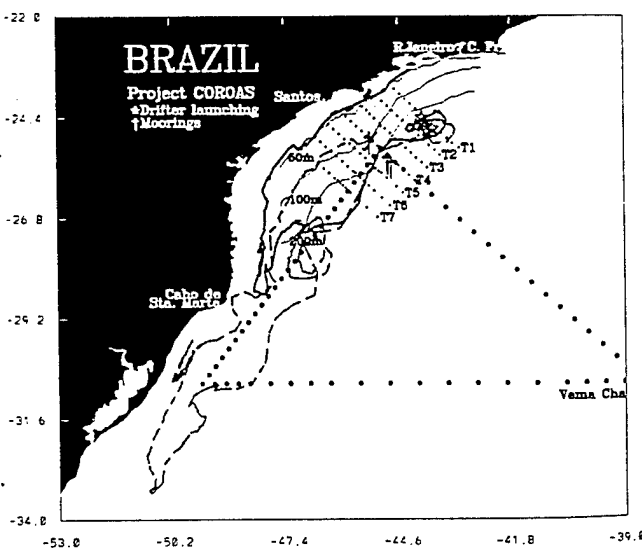 -22.0
BRAZIL
R.Janeiro/ C. Fr
Project COROAS
Santos
★Drifter launching
†Moorings
-24.4
T1
T2
60m
T3
T4
T5
100m
T6
T7
-26.8
200m
Cabo de
Sta. Marta
-29.2
-31.6
Vema Cha
-34.0
-53.0 -50.2 -47.4 -44.6 -41.8 -39.0